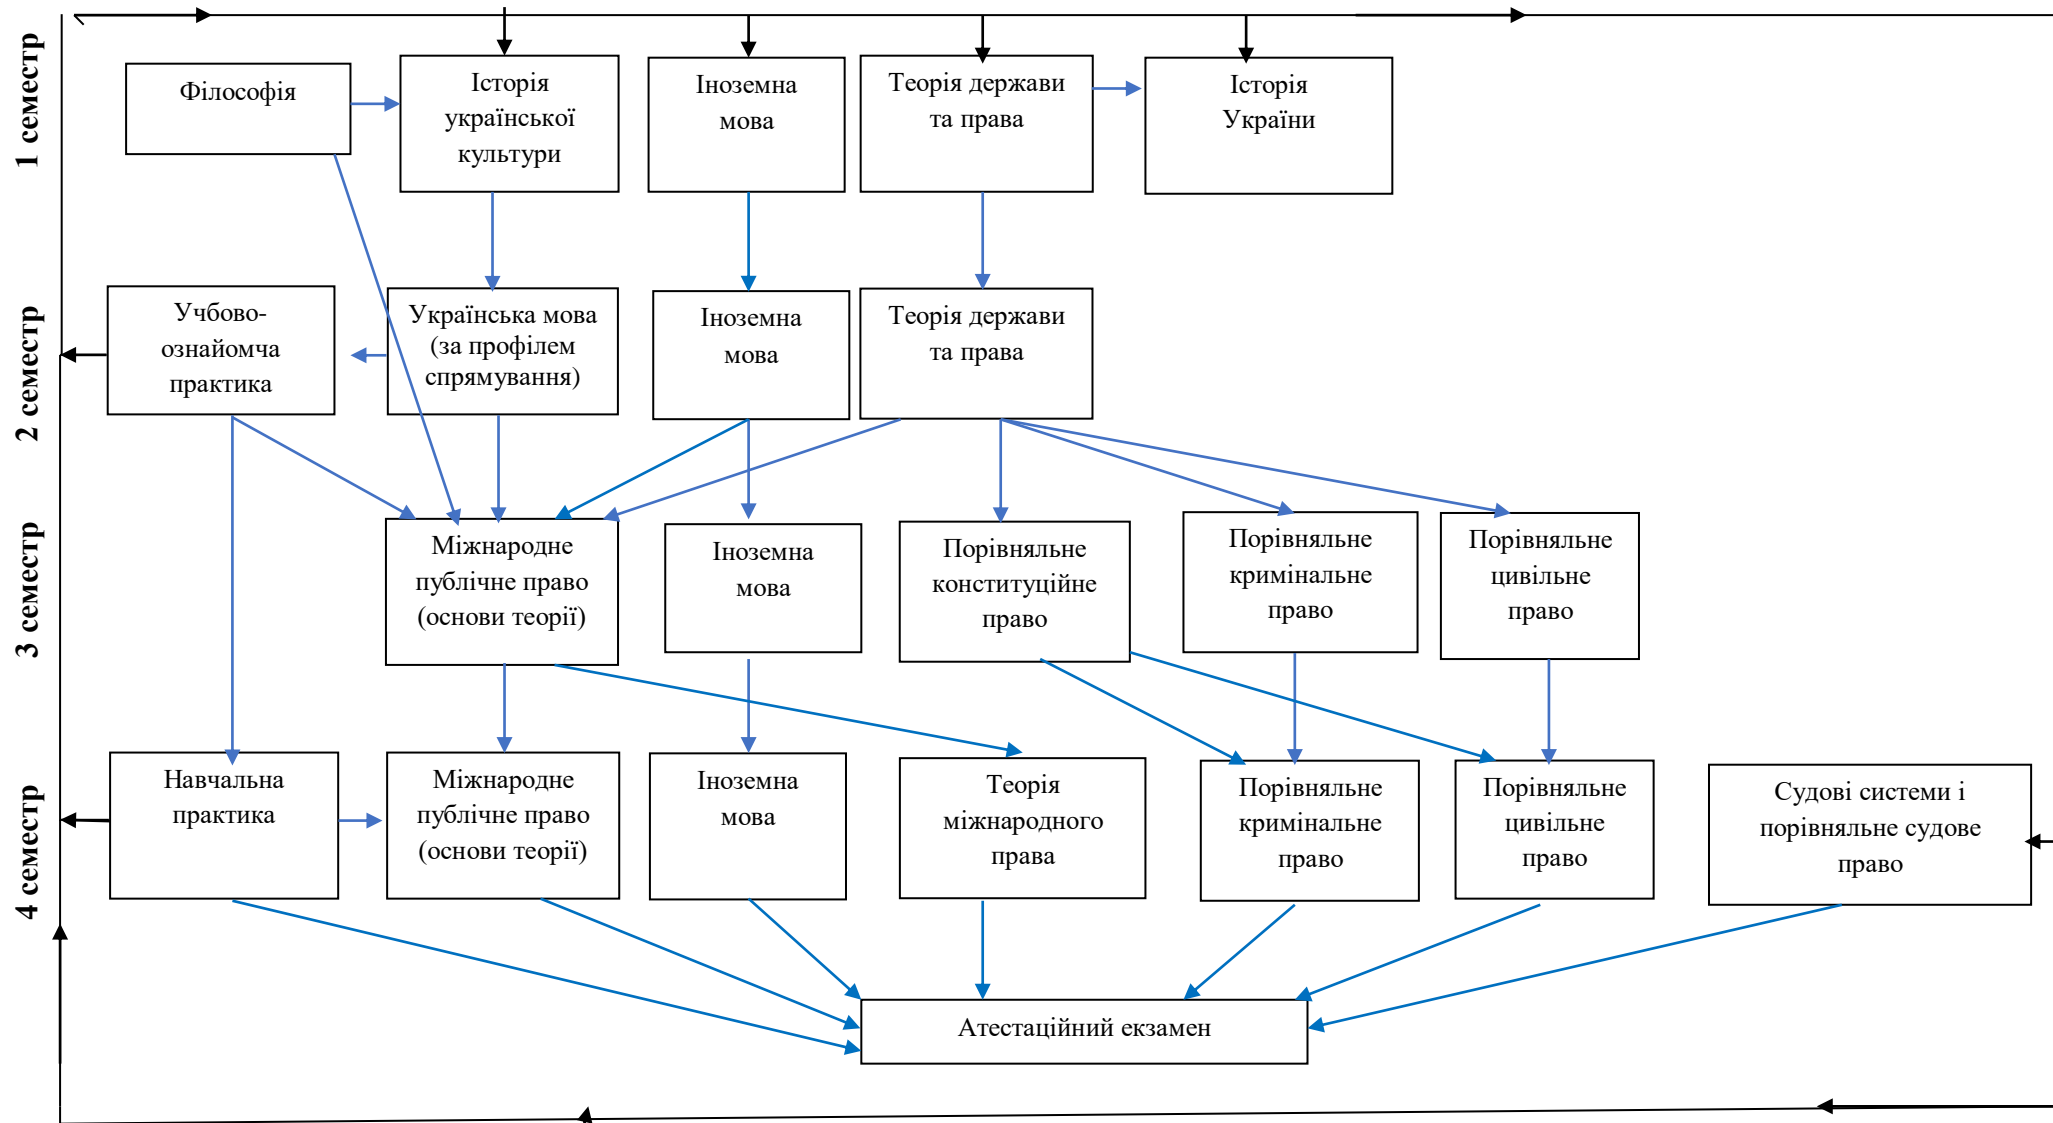 1 семестр
Філософія
Історія
української
культури
Іноземна
мова
Теорія держави
та права
Історія
України
2 семестр
Учбово-
ознайомча
практика
Українська мова
(за профілем
спрямування)
Іноземна
мова
Теорія держави
та права
3 семестр
Міжнародне
публічне право
(основи теорії)
Іноземна
мова
Порівняльне
конституційне
право
Порівняльне
кримінальне
право
Порівняльне
цивільне
право
4 семестр
Навчальна
практика
Міжнародне
публічне право
(основи теорії)
Іноземна
мова
Теорія
міжнародного
права
Порівняльне
кримінальне
право
Порівняльне
цивільне
право
Судові системи і
порівняльне судове
право
Атестаційний екзамен